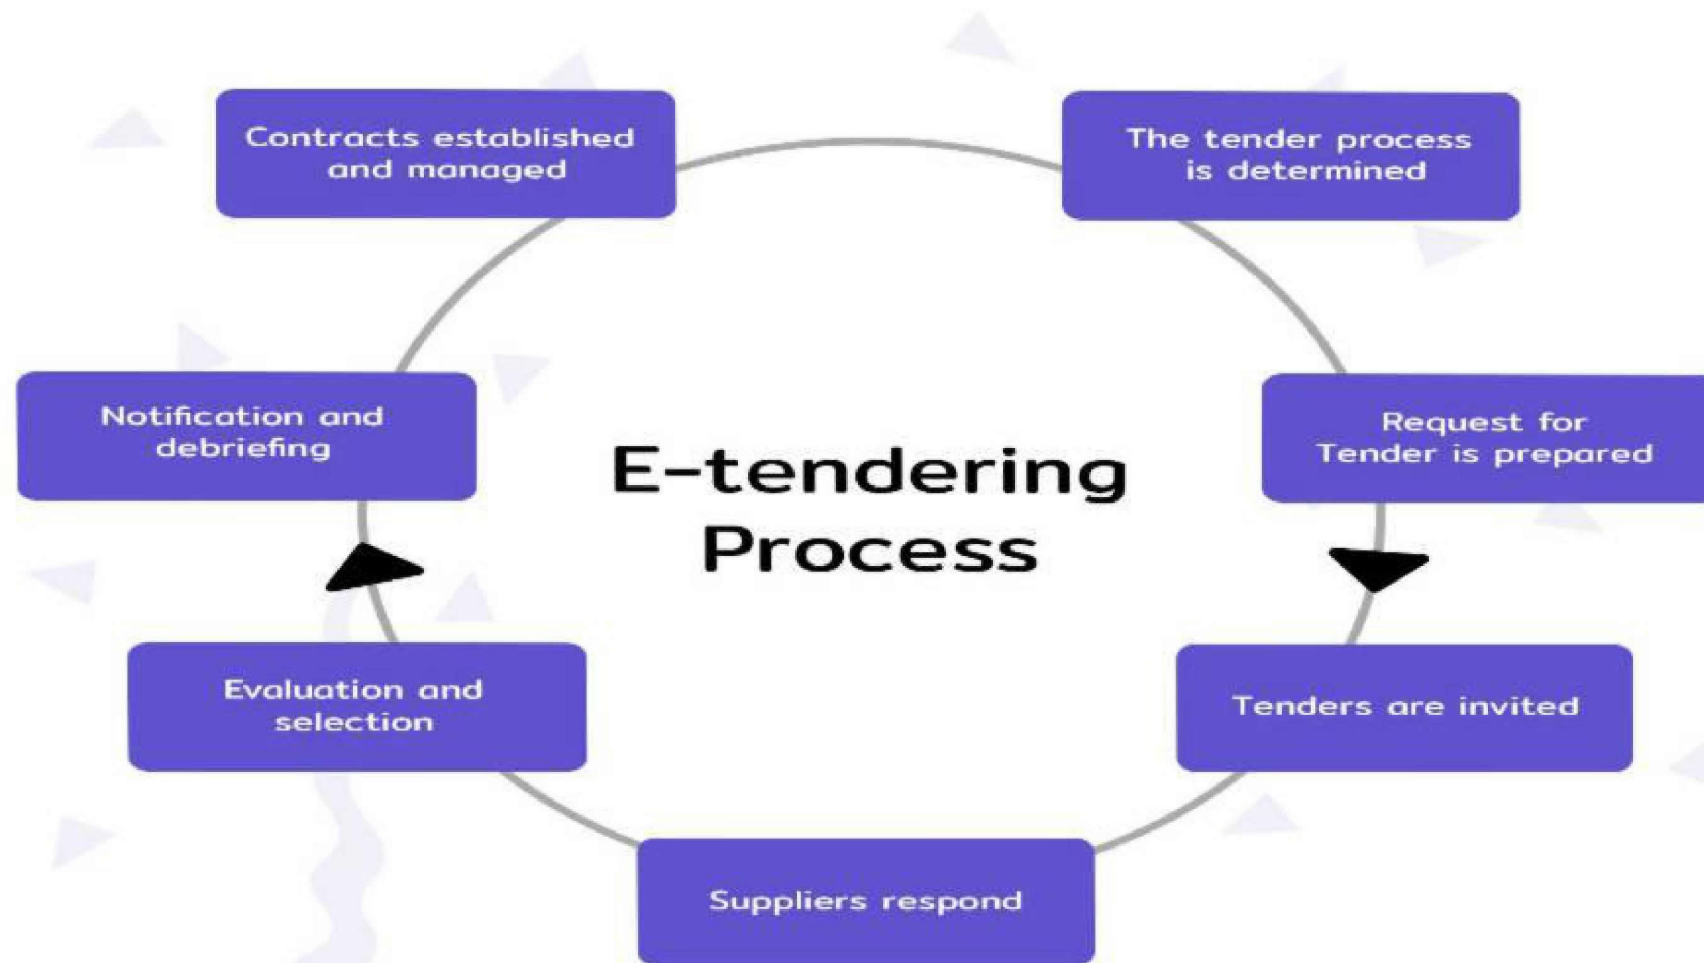 Contracts established
and managed
The tender process
is determined
Notification and
debriefing
Request for
Tender is prepared
E-tendering
Process
Evaluation and
selection
Tenders are invited
Suppliers respond